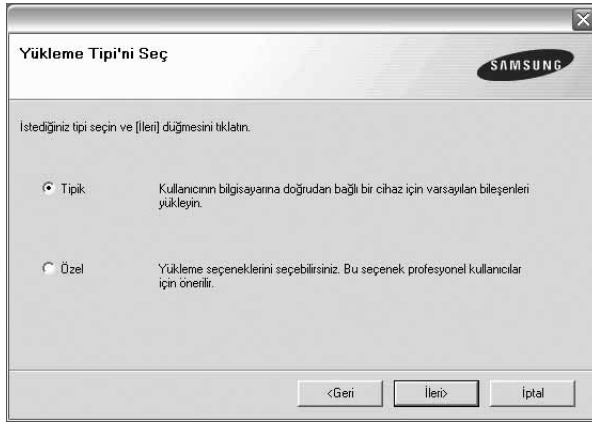 Yükleme Tipi'ni Seç
SAMSUNG
İstediğiniz tipi seçin ve [İleri] düğmesini tıklatın.
Tipik
Kullanıcının bilgisayarına doğrudan bağlı bir cihaz için varsayılan bileşenleri
yükleyin.
Özel
Yükleme seçeneklerini seçebilirsiniz. Bu seçenek profesyonel kullanıcılar
için önerilir.
<Geri
İleri>
İptal